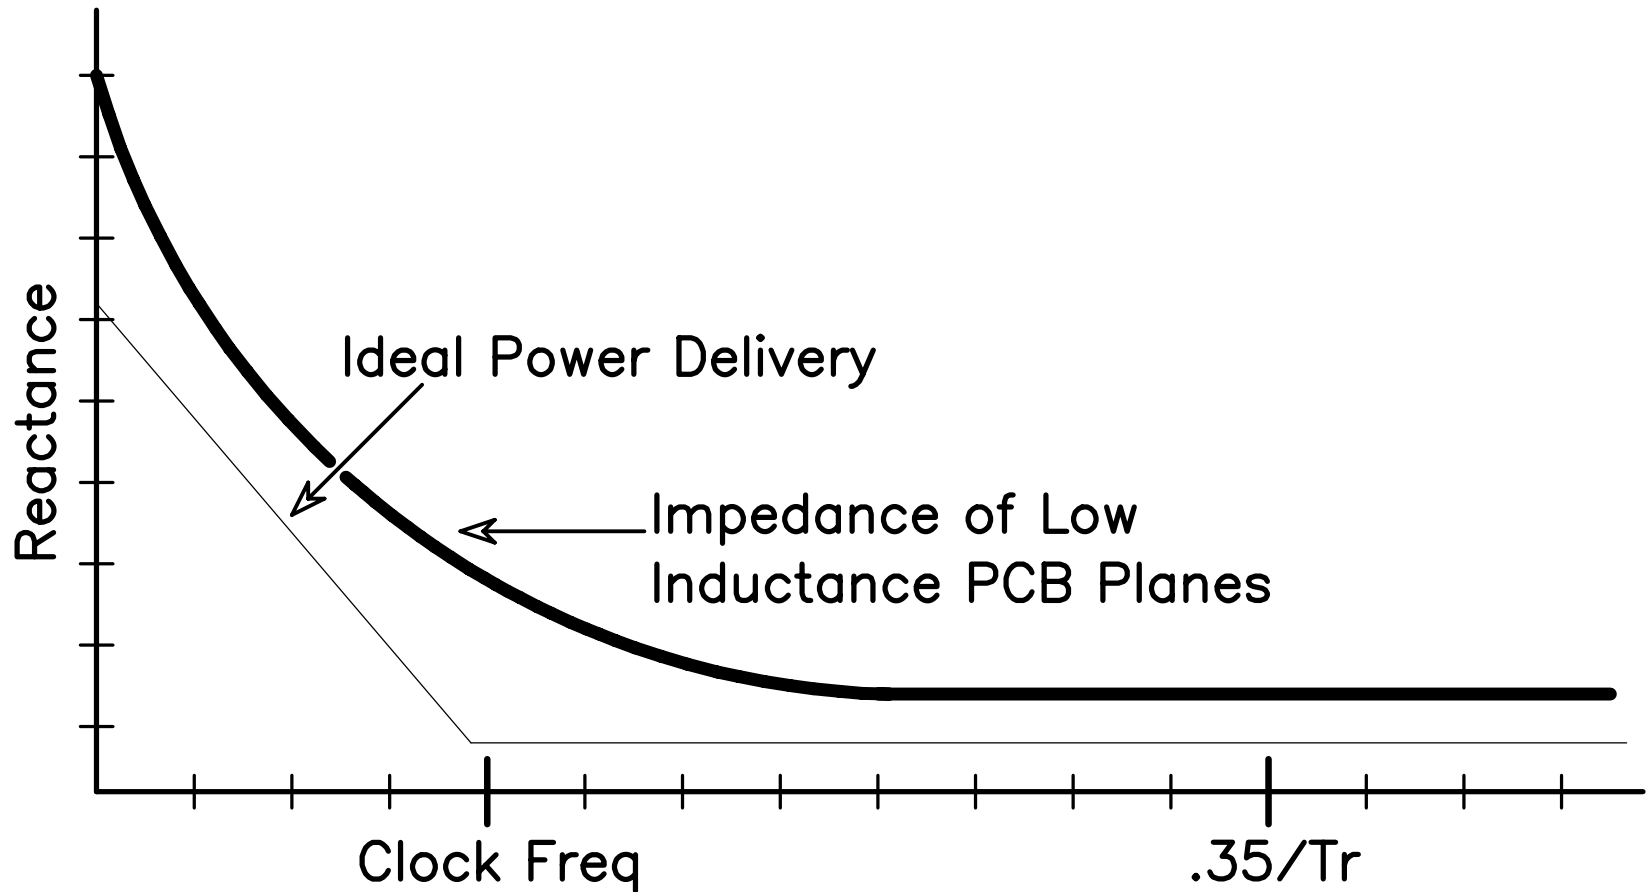 Reactance
Ideal Power Delivery
Impedance of Low
Inductance PCB Planes
Clock Freq
.35/Tr